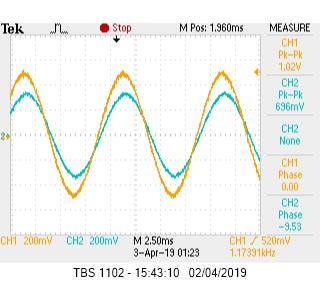 Tek Stop M Pos: 1.960ms MEASURE
CH1
Pk-Pk
1.02V
CH2
Pk-Pk
696mV
CH2
None
CH1
Phase
0.00
CH2
Phase
-9.53
2
CH1 200mV CH2 200mV M 2.50ms CH1 / 520mV
3-Apr-19 01:23 1.17391kHz
TBS 1102 - 15:43:10 02/04/2019